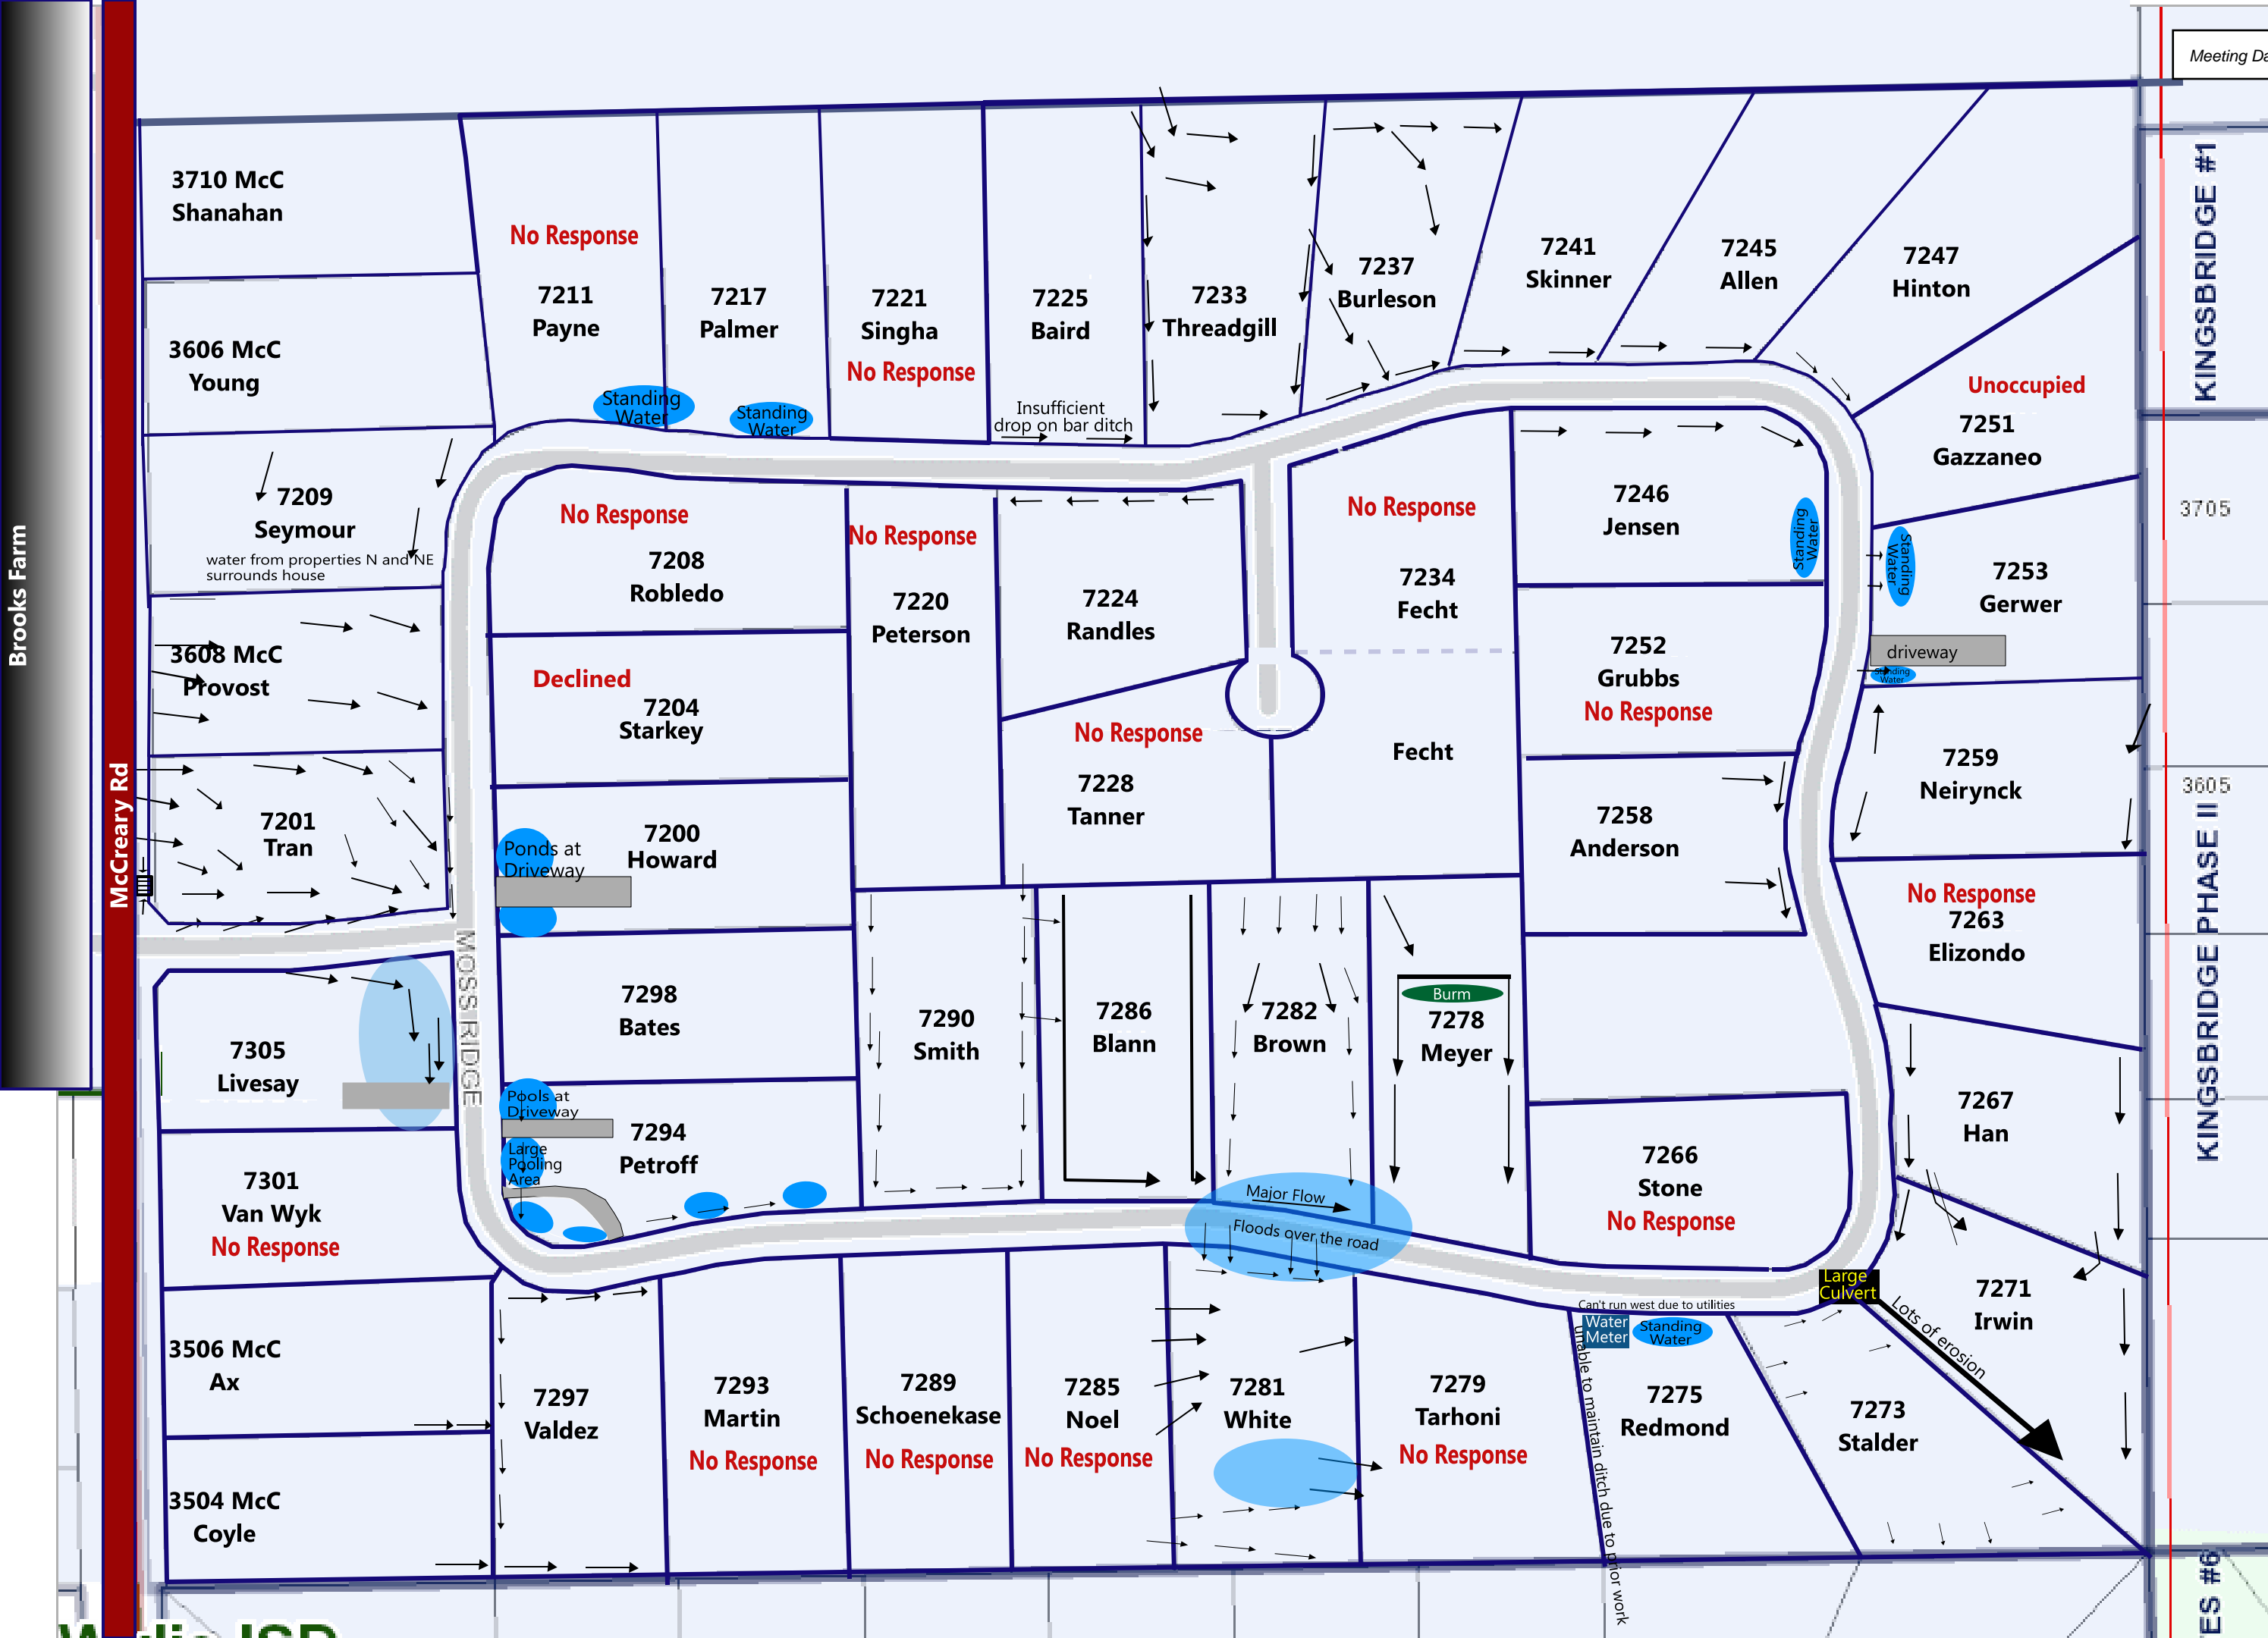 Meeting Da
KINGSBRIDGE #1
3710 McC
Shanahan
3606 McC
Young
No Response
7211
Payne
7217
Palmer
7221
Singha
No Response
7225
Baird
7233
Threadgill
7237
Burleson
7241
Skinner
7245
Allen
7247
Hinton
Standing
Water
Standing
Water
Insufficient
drop on bar ditch
Unoccupied
7251
Gazzaneo
7209
Seymour
water from properties N and NE
surrounds house
No Response
7208
Robledo
No Response
7220
Peterson
7224
Randles
No Response
7234
Fecht
7246
Jensen
Standing
Water
Standing
Water
7253
Gerwer
driveway
Standing
Water
3705
Brooks Farm
McCreary Rd
3608 McC
Provost
Declined
7204
Starkey
No Response
7228
Tanner
Fecht
7252
Grubbs
No Response
7259
Neirynck
3605
KINGSBRIDGE PHASE II
7201
Tran
Ponds at
Driveway
7200
Howard
7258
Anderson
No Response
7263
Elizondo
MOSS RIDGE
7305
Livesay
7298
Bates
7290
Smith
7286
Blann
7282
Brown
Burm
7278
Meyer
7267
Han
Pools at
Driveway
Large
Pooling
Area
7294
Petroff
7301
Van Wyk
No Response
Major Flow
Floods over the road
7266
Stone
No Response
Large
Culvert
Lots of erosion
7271
Irwin
Can't run west due to utilities
Water
Meter
Standing
Water
unable to maintain ditch due to prior work
3506 McC
Ax
7297
Valdez
7293
Martin
No Response
7289
Schoenekase
No Response
7285
Noel
No Response
7281
White
7279
Tarhoni
No Response
7275
Redmond
7273
Stalder
3504 McC
Coyle
ES #6
Wylie ISD